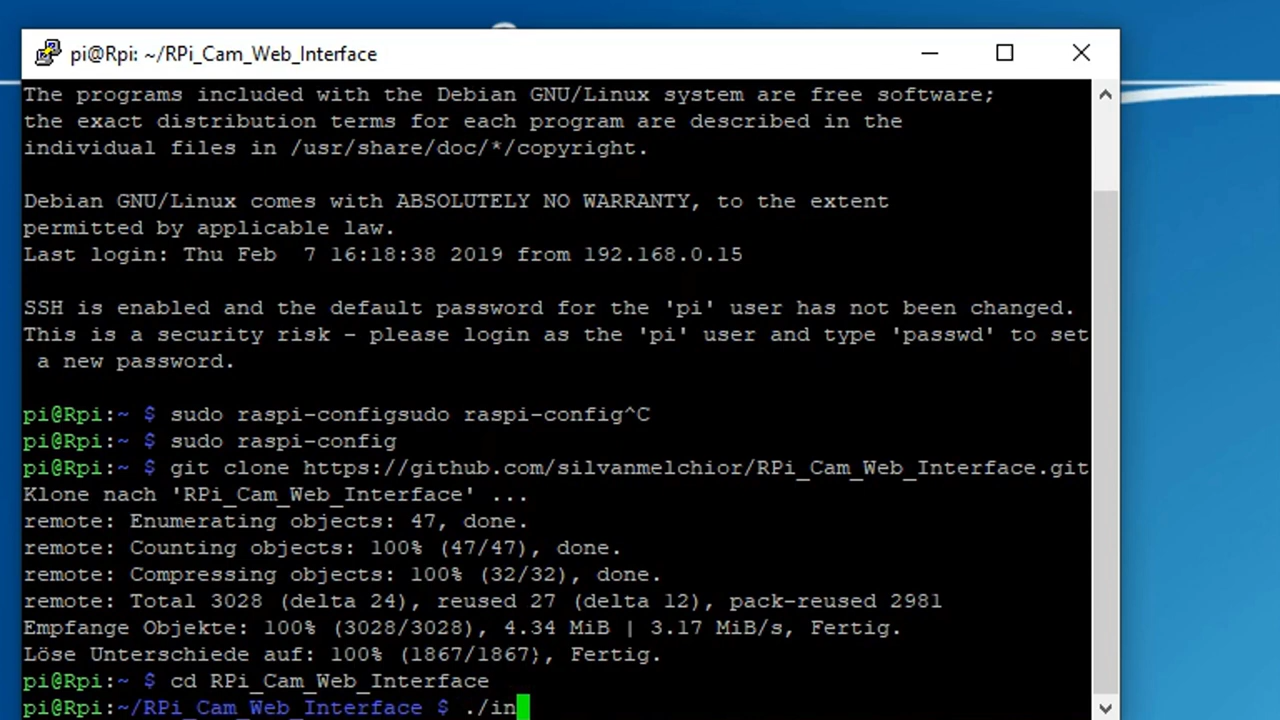 pi@Rpi: ~/RPi_Cam_Web_Interface
The programs included with the Debian GNU/Linux system are free software;
the exact distribution terms for each program are described in the
individual files in /usr/share/doc/*/copyright.
Debian GNU/Linux comes with ABSOLUTELY NO WARRANTY, to the extent
permitted by applicable law.
Last login: Thu Feb  7 16:18:38 2019 from 192.168.0.15
SSH is enabled and the default password for the 'pi' user has not been changed.
This is a security risk - please login as the 'pi' user and type 'passwd' to set
 a new password.
pi@Rpi:~ $ sudo raspi-configsudo raspi-config^C
pi@Rpi:~ $ sudo raspi-config
pi@Rpi:~ $ git clone https://github.com/silvanmelchior/RPi_Cam_Web_Interface.git
Klone nach 'RPi_Cam_Web_Interface' ...
remote: Enumerating objects: 47, done.
remote: Counting objects: 100% (47/47), done.
remote: Compressing objects: 100% (32/32), done.
remote: Total 3028 (delta 24), reused 27 (delta 12), pack-reused 2981
Empfange Objekte: 100% (3028/3028), 4.34 MiB | 3.17 MiB/s, Fertig.
Löse Unterschiede auf: 100% (1867/1867), Fertig.
pi@Rpi:~ $ cd RPi_Cam_Web_Interface
pi@Rpi:~/RPi_Cam_Web_Interface $ ./in